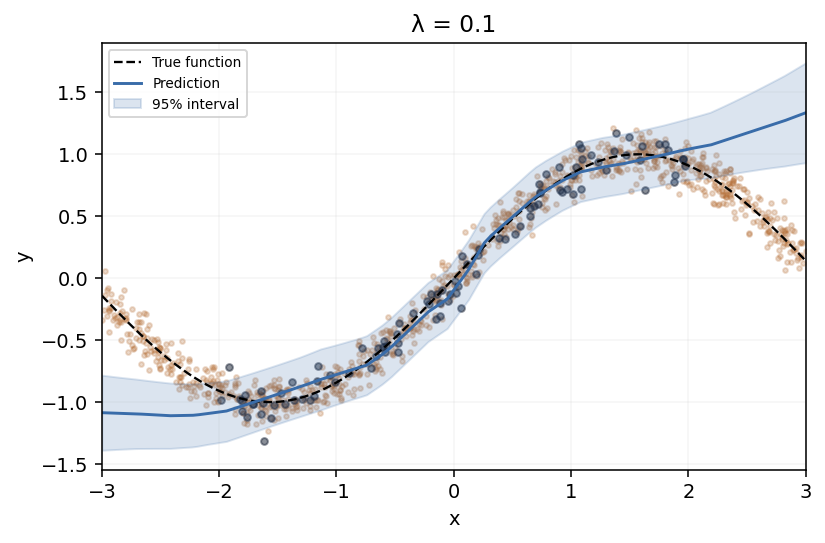 λ = 0.1
True function
Prediction
95% interval
1.5
1.0
0.5
0.0
−0.5
−1.0
−1.5
y
−3
−2
−1
0
1
2
3
x